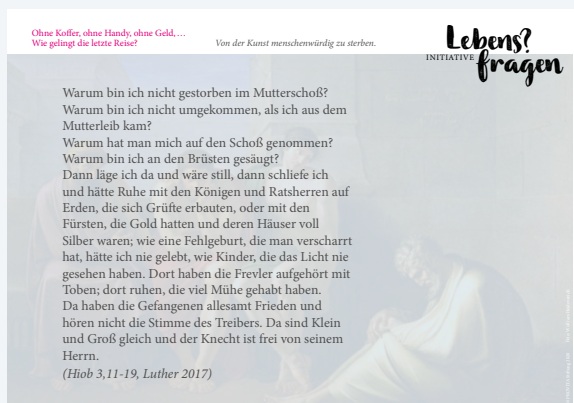 Ohne Koffer, ohne Handy, ohne Geld,…
Wie gelingt die letzte Reise?
Von der Kunst menschenwürdig zu sterben.
Lebens?
INITIATIVE
fragen
Warum bin ich nicht gestorben im Mutterschoß?
Warum bin ich nicht umgekommen, als ich aus dem
Mutterleib kam?
Warum hat man mich auf den Schoß genommen?
Warum bin ich an den Brüsten gesäugt?
Dann läge ich da und wäre still, dann schliefe ich
und hätte Ruhe mit den Königen und Ratsherren auf
Erden, die sich Grüfte erbauten, oder mit den
Fürsten, die Gold hatten und deren Häuser voll
Silber waren; wie eine Fehlgeburt, die man verscharrt
hat, hätte ich nie gelebt, wie Kinder, die das Licht nie
gesehen haben. Dort haben die Frevler aufgehört mit
Toben; dort ruhen, die viel Mühe gehabt haben.
Da haben die Gefangenen allesamt Frieden und
hören nicht die Stimme des Treibers. Da sind Klein
und Groß gleich und der Knecht ist frei von seinem
Herrn.
(Hiob 3,11-19, Luther 2017)